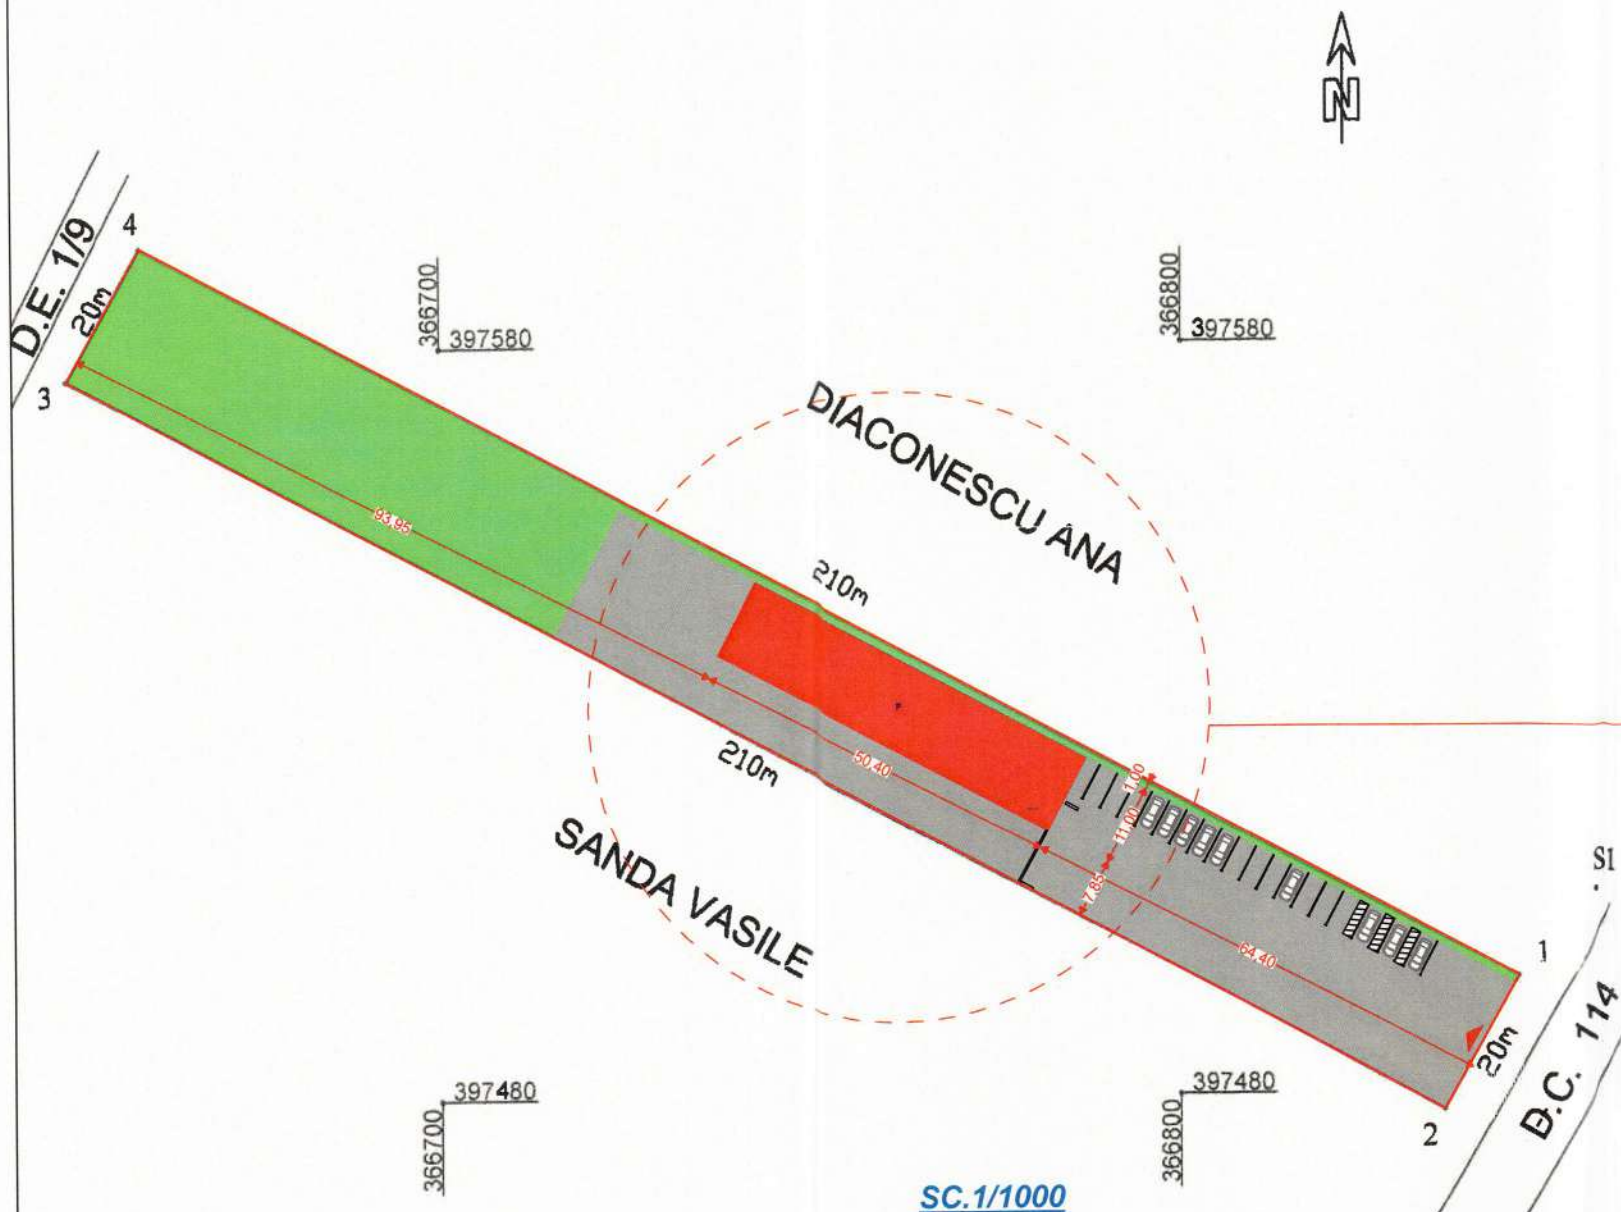 N
D.E. 1/9
4
20m
3
366700
397580
366800
397580
DIACONESCU ANA
93,95
210m
210m
50,40
1,00
11,00
7,85
SANDA VASILE
64,40
S1
1
20m
D.C. 114
2
366700
397480
366800
397480
SC.1/1000